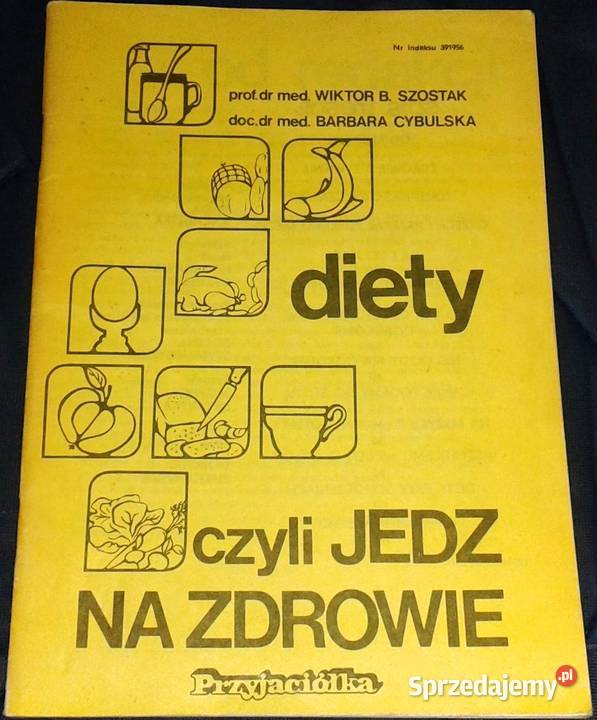 Nr indeksu 391956
prof.dr med. WIKTOR B. SZOSTAK
doc.dr med. BARBARA CYBULSKA
diety
czyli JEDZ
NA ZDROWIE
Przyjaciółka
Sprzedajemy.pl